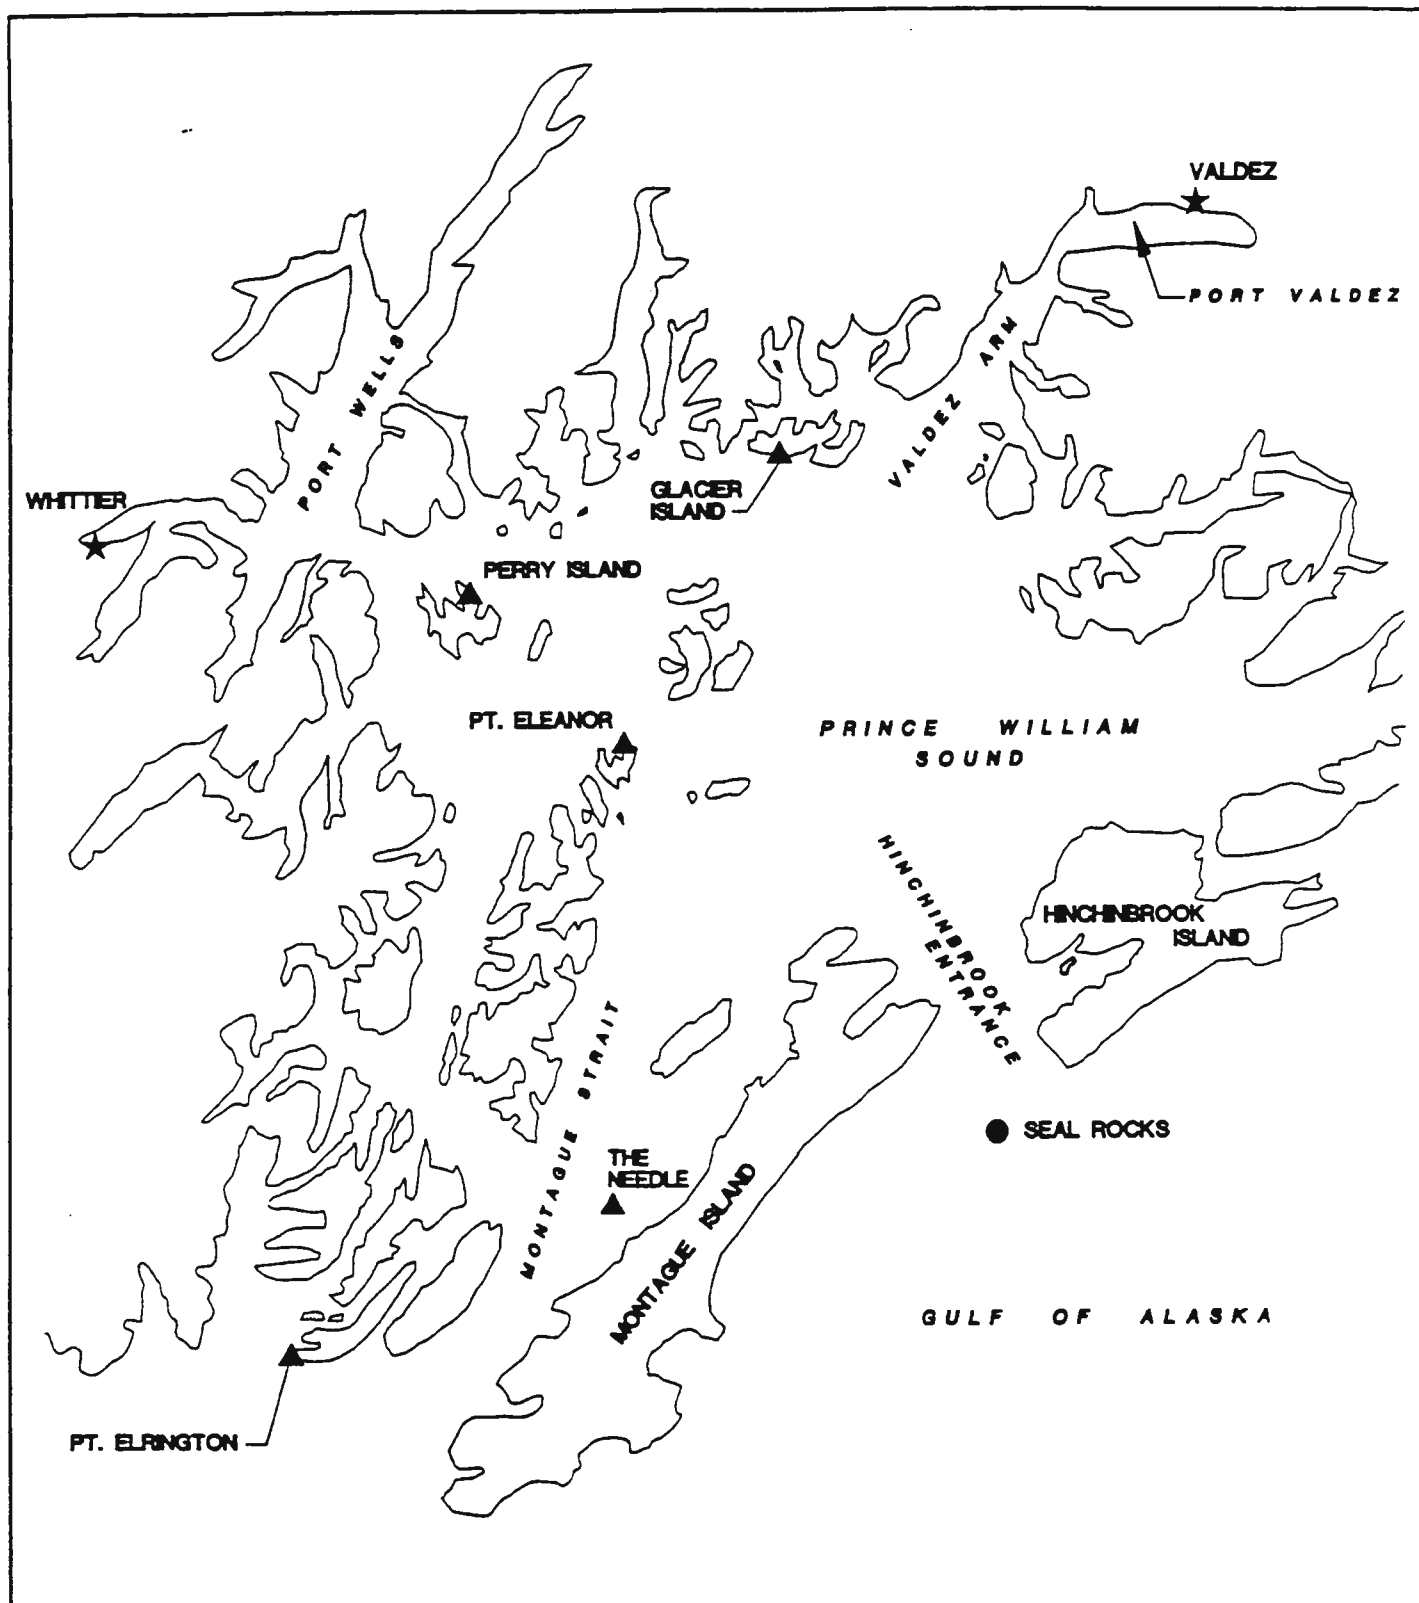 VALDEZ
PORT VALDEZ
PORT WELLS
VALDEZ ARM
WHITTIER
GLACIER
ISLAND
PERRY ISLAND
PT. ELEANOR
PRINCE WILLIAM
SOUND
HINCHINBROOK
ENTRANCE
HINCHINBROOK
ISLAND
MONTAGUE STRAIT
SEAL ROCKS
THE
NEEDLE
MONTAGUE ISLAND
GULF OF ALASKA
PT. ELRINGTON